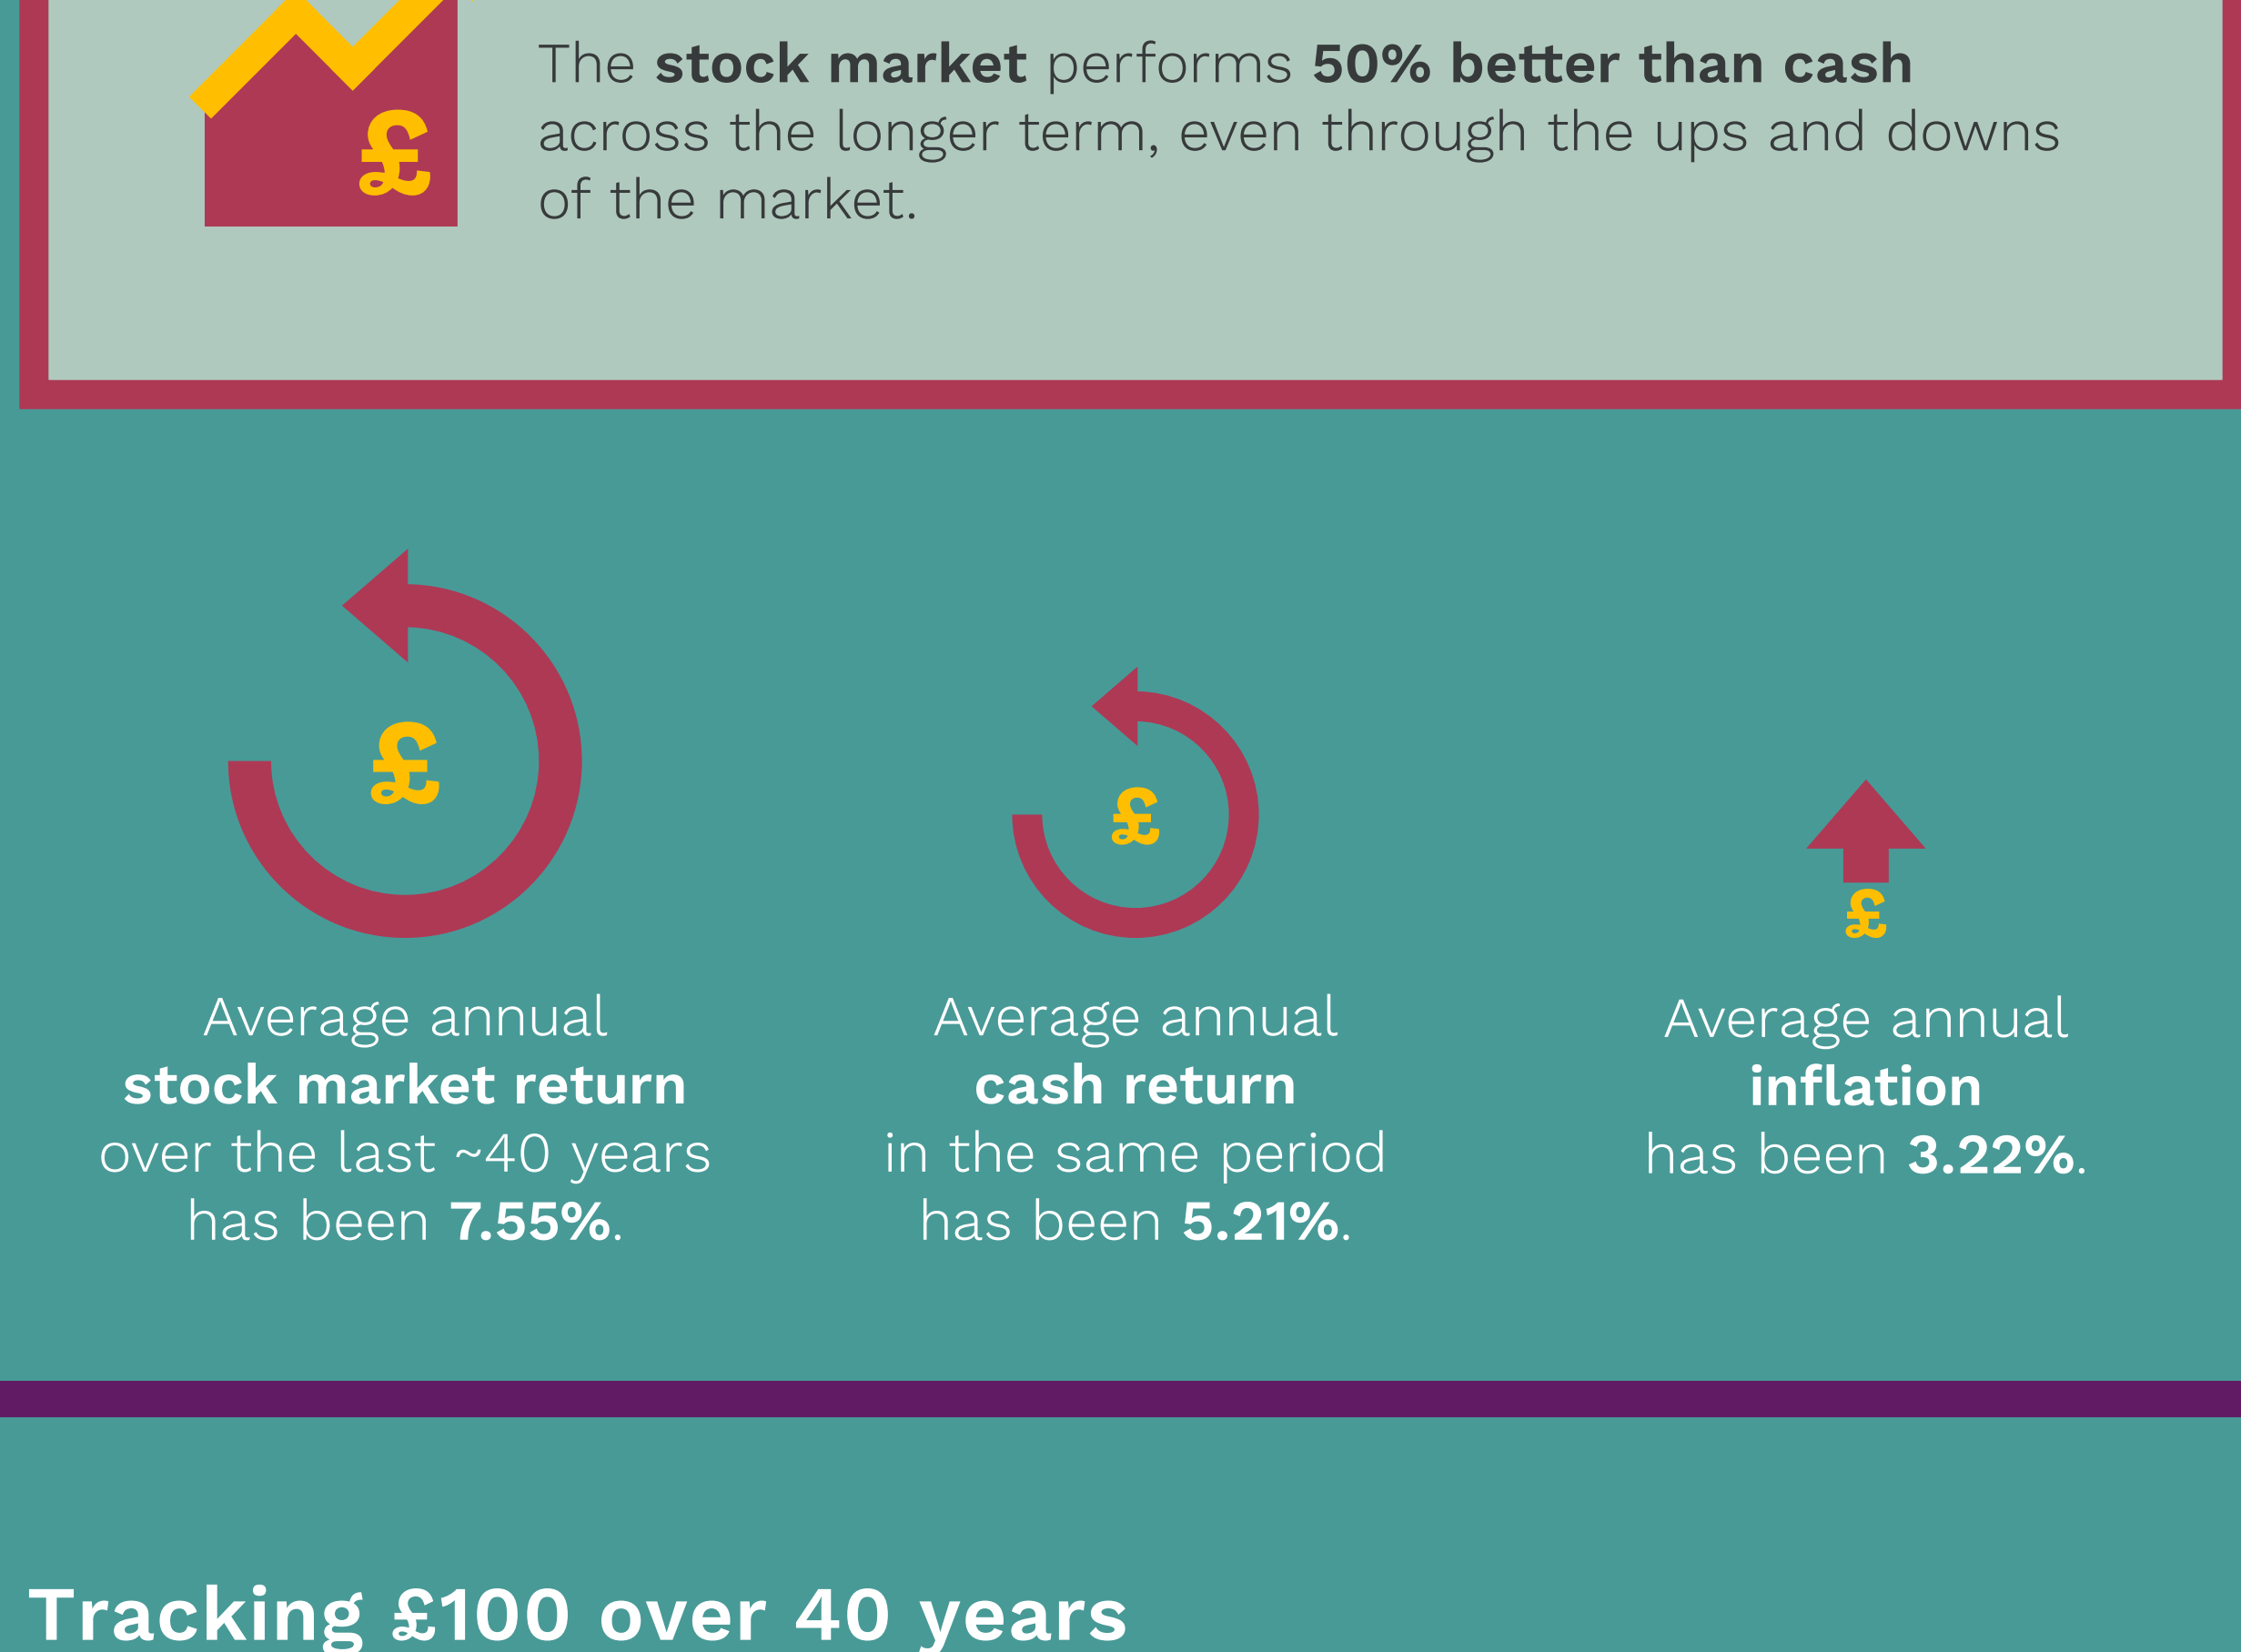 The stock market performs 50% better than cash
across the longer term, even through the ups and downs
of the market.
£
£
£
£
Average annual
stock market return
over the last ~40 years
has been 7.55%.
Average annual
cash return
in the same period
has been 5.21%.
Average annual
inflation
has been 3.22%.
Tracking £100 over 40 years